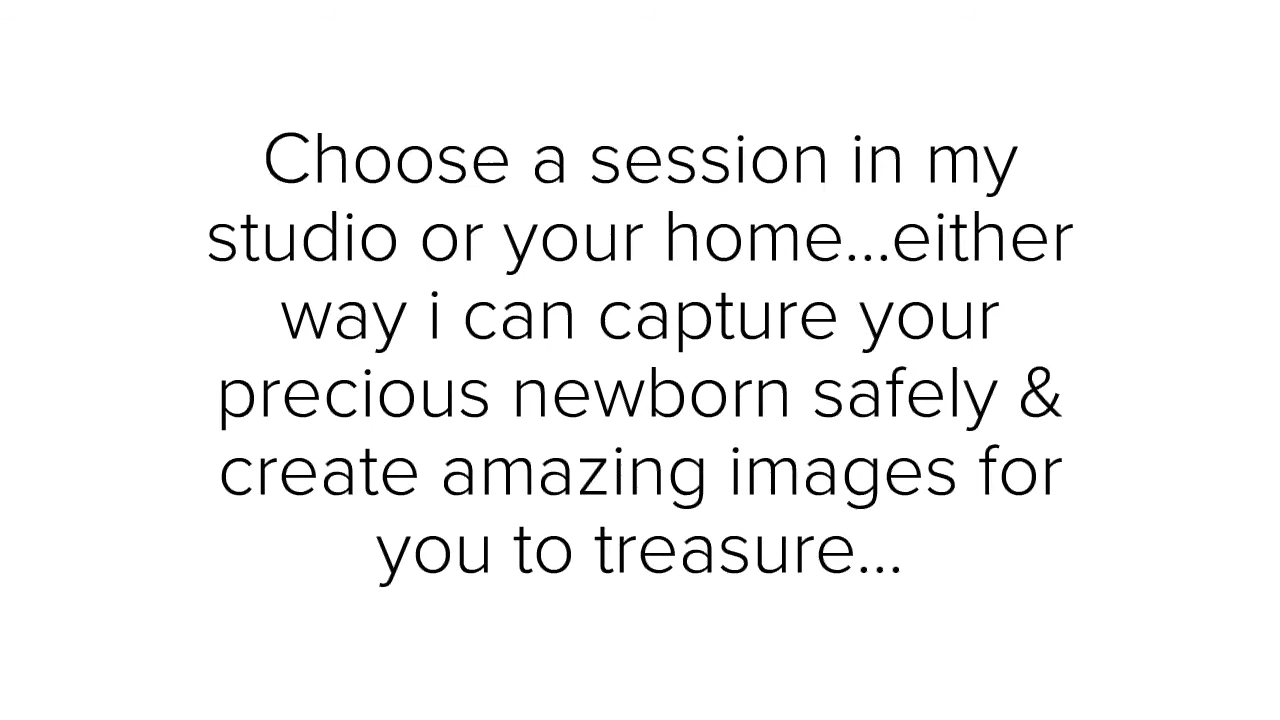 Choose a session in my
studio or your home...either
way i can capture your
precious newborn safely &
create amazing images for
you to treasure...